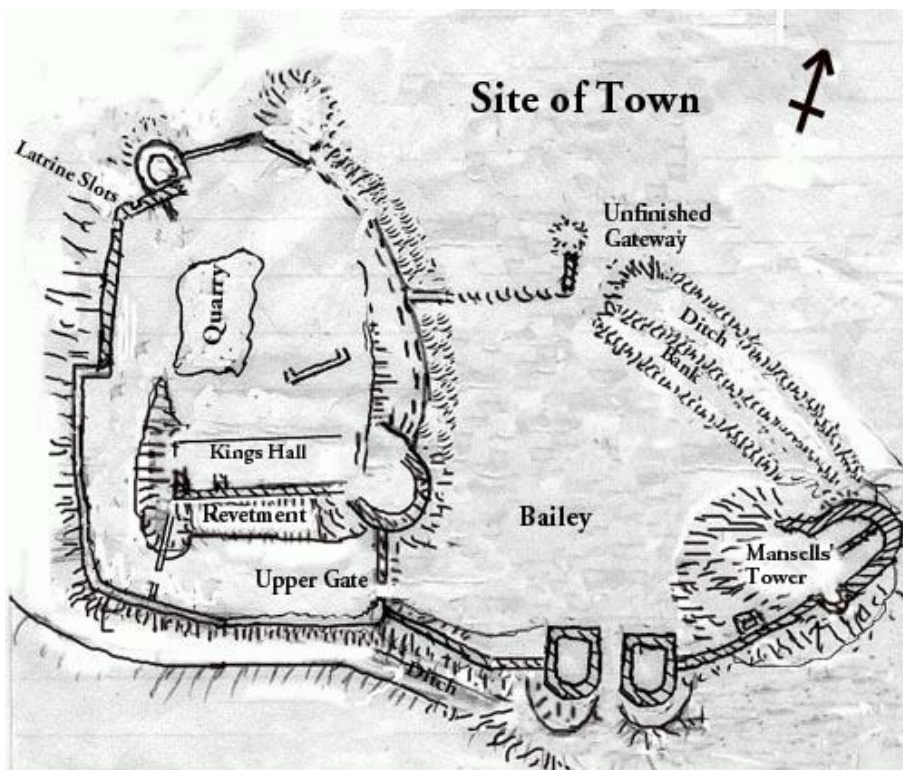 Site of Town
Latrine Slots
Unfinished
Gateway
Quarry
Ditch
Bank
Kings Hall
Revetment
Bailey
Mansells'
Tower
Upper Gate
Ditch